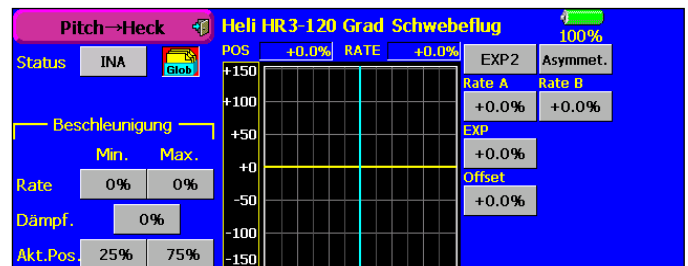 Pitch→Heck Heli HR3-120 Grad Schwebeflug 100%
POS +0.0% RATE +0.0% EXP2 Asymmet.
Status INA Glob
+150
Rate A Rate B
+100 +0.0% +0.0%
Beschleunigung
+50 EXP
Min. Max. +0.0%
+0
Rate 0% 0% Offset
-50 +0.0%
Dämpf. 0%
-100
Akt.Pos. 25% 75%
-150